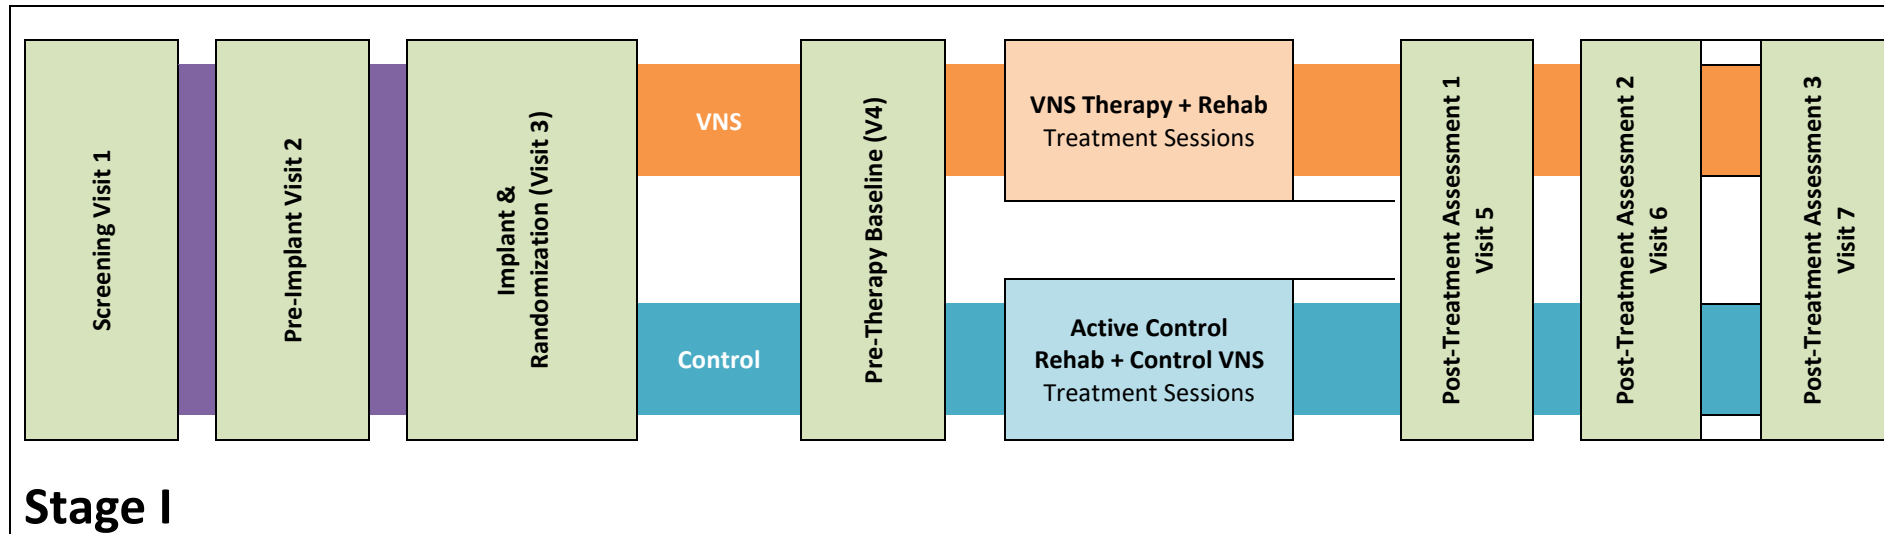 Screening Visit 1
Pre-Implant Visit 2
Implant &
Randomization (Visit 3)
VNS
Control
Pre-Therapy Baseline (V4)
VNS Therapy + Rehab
Treatment Sessions
Active Control
Rehab + Control VNS
Treatment Sessions
Post-Treatment Assessment 1
Visit 5
Post-Treatment Assessment 2
Visit 6
Post-Treatment Assessment 3
Visit 7
Stage I